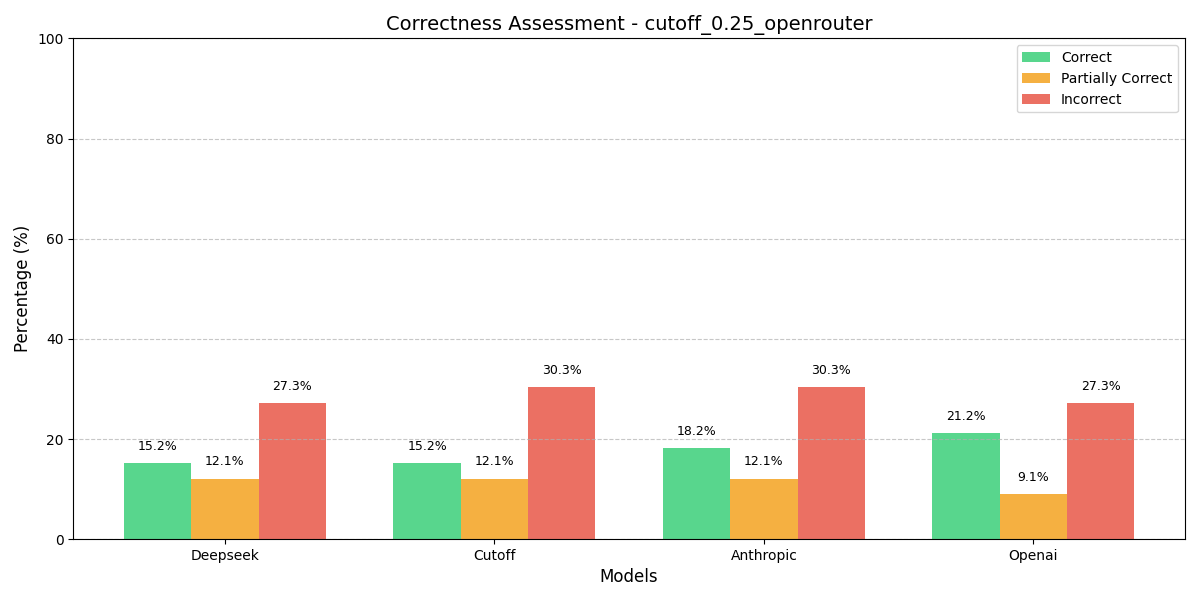 Correctness Assessment - cutoff_0.25_openrouter
100
80
60
40
20
0
Percentage (%)
Correct
Partially Correct
Incorrect
15.2%
12.1%
27.3%
15.2%
12.1%
30.3%
18.2%
12.1%
30.3%
21.2%
9.1%
27.3%
Deepseek
Cutoff
Anthropic
Openai
Models